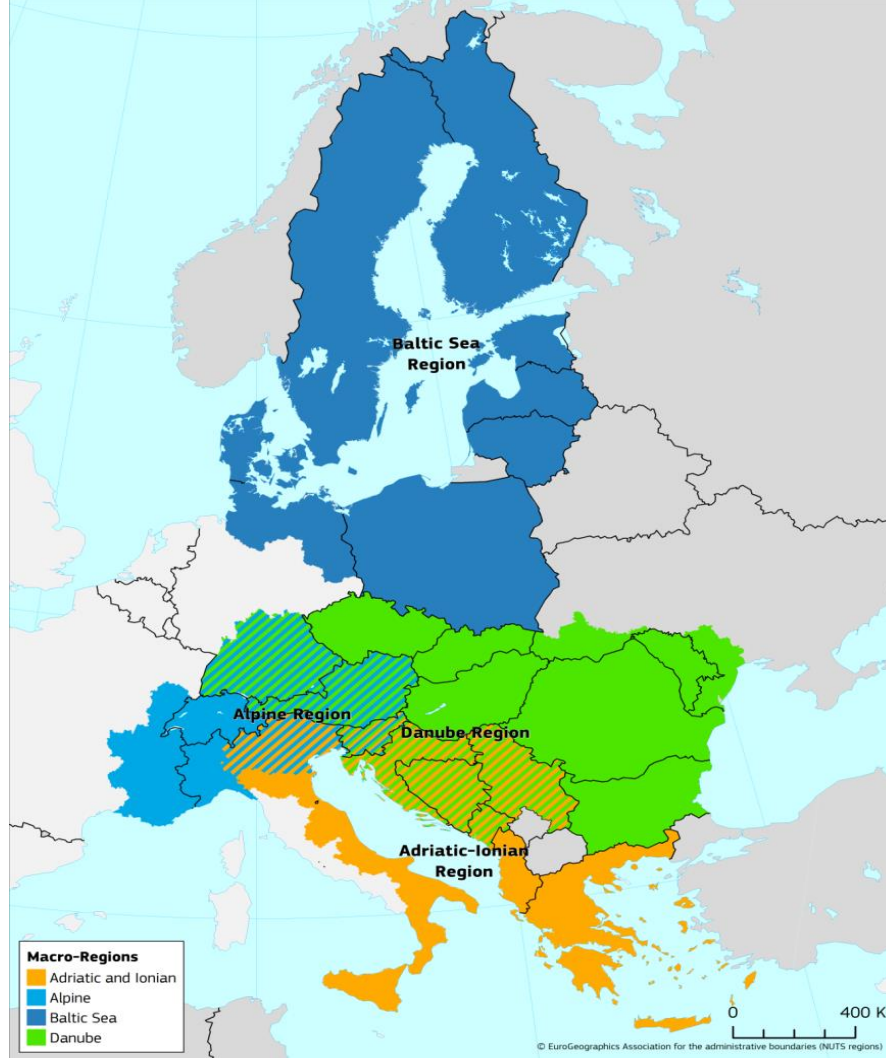 Baltic Sea
Region
Alpine Region
Danube Region
Adriatic-Ionian
Region
Macro-Regions
Adriatic and Ionian
Alpine
Baltic Sea
Danube
0 400 K
© EuroGeographics Association for the administrative boundaries (NUTS regions)